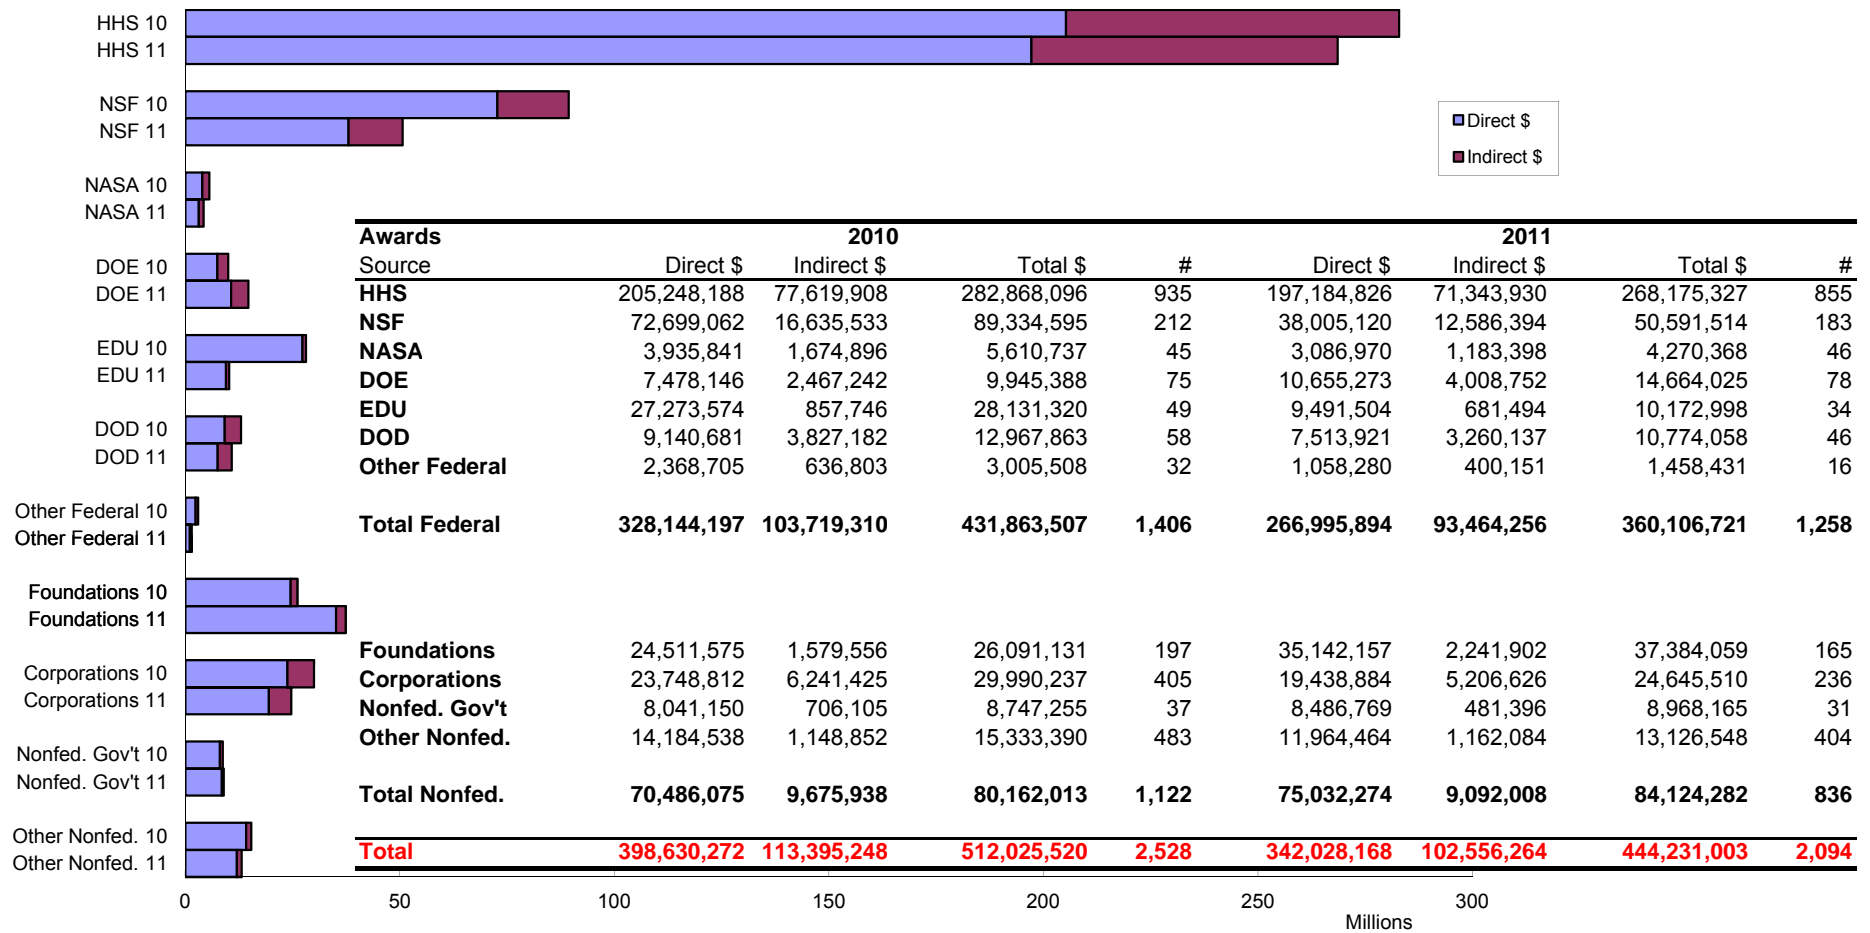 HHS 10
HHS 11
NSF 10
NSF 11
NASA 10
NASA 11
DOE 10
DOE 11
EDU 10
EDU 11
DOD 10
DOD 11
Other Federal 10
Other Federal 11
Foundations 10
Foundations 11
Corporations 10
Corporations 11
Nonfed. Gov't 10
Nonfed. Gov't 11
Other Nonfed. 10
Other Nonfed. 11
0 50 100 150 200 250 300
Millions
Direct $
Indirect $
Awards 2010 2011
Source Direct $ Indirect $ Total $ # Direct $ Indirect $ Total $ #
HHS 205,248,188 77,619,908 282,868,096 935 197,184,826 71,343,930 268,175,327 855
NSF 72,699,062 16,635,533 89,334,595 212 38,005,120 12,586,394 50,591,514 183
NASA 3,935,841 1,674,896 5,610,737 45 3,086,970 1,183,398 4,270,368 46
DOE 7,478,146 2,467,242 9,945,388 75 10,655,273 4,008,752 14,664,025 78
EDU 27,273,574 857,746 28,131,320 49 9,491,504 681,494 10,172,998 34
DOD 9,140,681 3,827,182 12,967,863 58 7,513,921 3,260,137 10,774,058 46
Other Federal 2,368,705 636,803 3,005,508 32 1,058,280 400,151 1,458,431 16
Total Federal 328,144,197 103,719,310 431,863,507 1,406 266,995,894 93,464,256 360,106,721 1,258
Foundations 24,511,575 1,579,556 26,091,131 197 35,142,157 2,241,902 37,384,059 165
Corporations 23,748,812 6,241,425 29,990,237 405 19,438,884 5,206,626 24,645,510 236
Nonfed. Gov't 8,041,150 706,105 8,747,255 37 8,486,769 481,396 8,968,165 31
Other Nonfed. 14,184,538 1,148,852 15,333,390 483 11,964,464 1,162,084 13,126,548 404
Total Nonfed. 70,486,075 9,675,938 80,162,013 1,122 75,032,274 9,092,008 84,124,282 836
Total 398,630,272 113,395,248 512,025,520 2,528 342,028,168 102,556,264 444,231,003 2,094